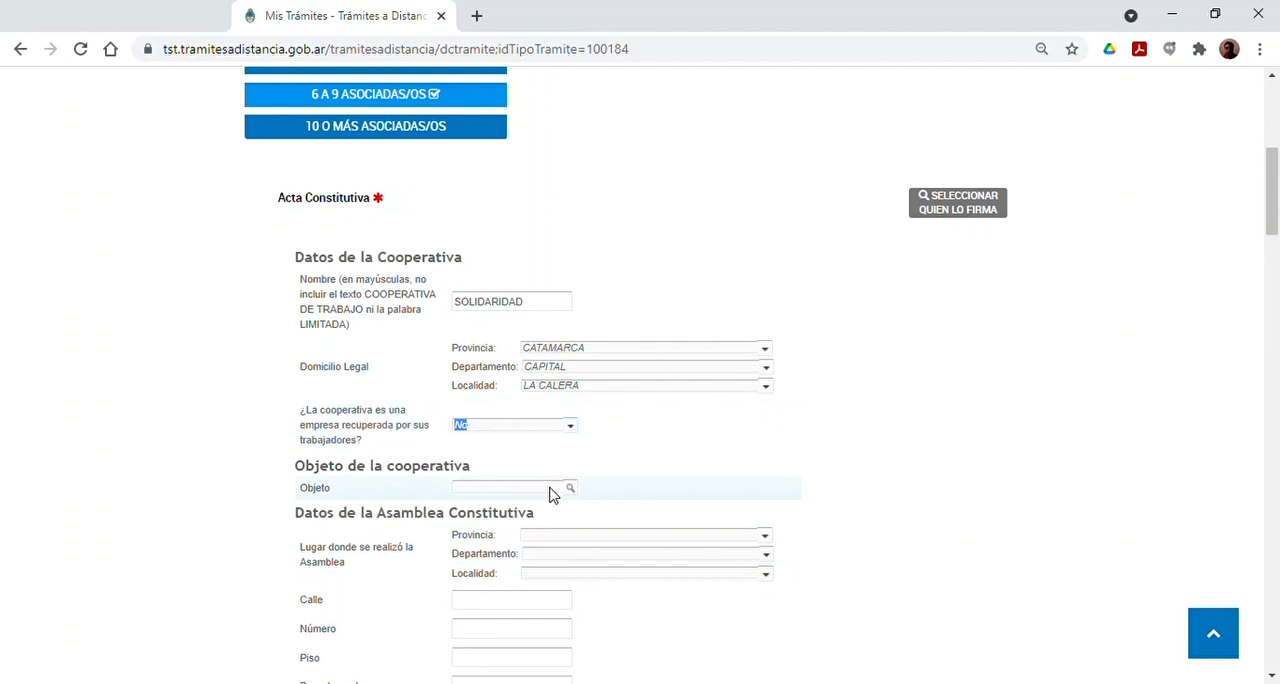 Mis Trámites - Trámites a Distanc
tst.tramitesadistancia.gob.ar/tramitesadistancia/dctramite;idTipoTramite=100184
6 A 9 ASOCIADAS/OS
10 O MÁS ASOCIADAS/OS
Acta Constitutiva *
SELECCIONAR
QUIEN LO FIRMA
Datos de la Cooperativa
Nombre (en mayúsculas, no
incluir el texto COOPERATIVA
DE TRABAJO ni la palabra
LIMITADA)
SOLIDARIDAD
Domicilio Legal
Provincia: CATAMARCA
Departamento: CAPITAL
Localidad: LA CALERA
¿La cooperativa es una
empresa recuperada por sus
trabajadores?
No
Objeto de la cooperativa
Objeto
Datos de la Asamblea Constitutiva
Lugar donde se realizó la
Asamblea
Provincia:
Departamento:
Localidad:
Calle
Número
Piso